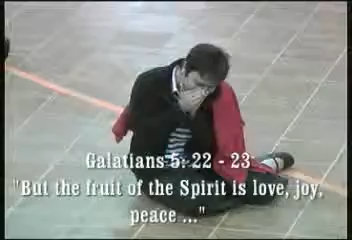 Galatians 5: 22 - 23
"But the fruit of the Spirit is love, joy,
peace ..."